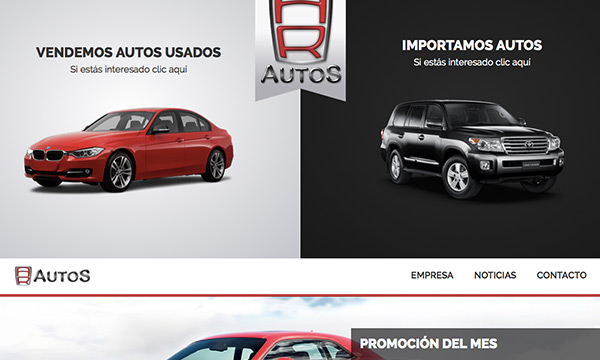 VENDEMOS AUTOS USADOS
Si estás interesado clic aquí
HR
AUTOS
IMPORTAMOS AUTOS
Si estás interesado clic aquí
HR AUTOS
EMPRESA NOTICIAS CONTACTO
PROMOCIÓN DEL MES